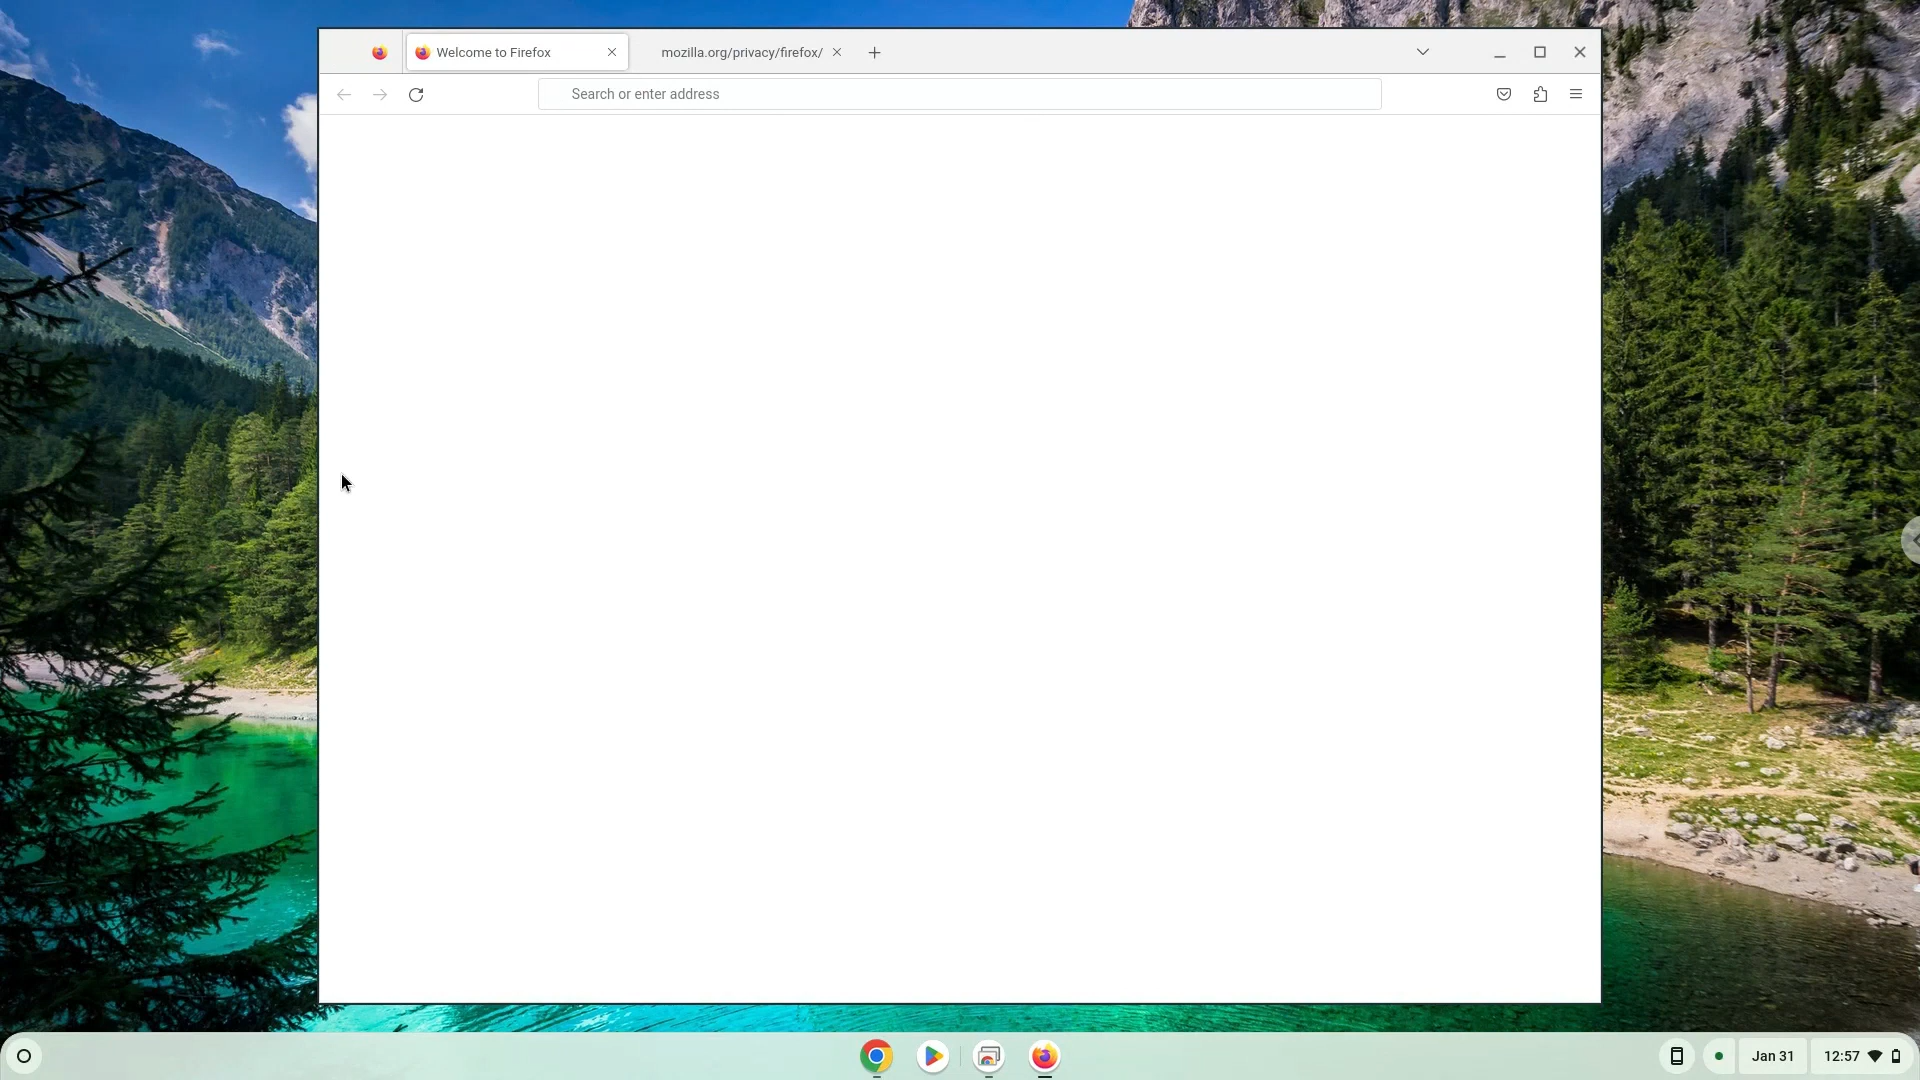 Welcome to Firefox
mozilla.org/privacy/firefox/
Search or enter address
Jan 31
12:57